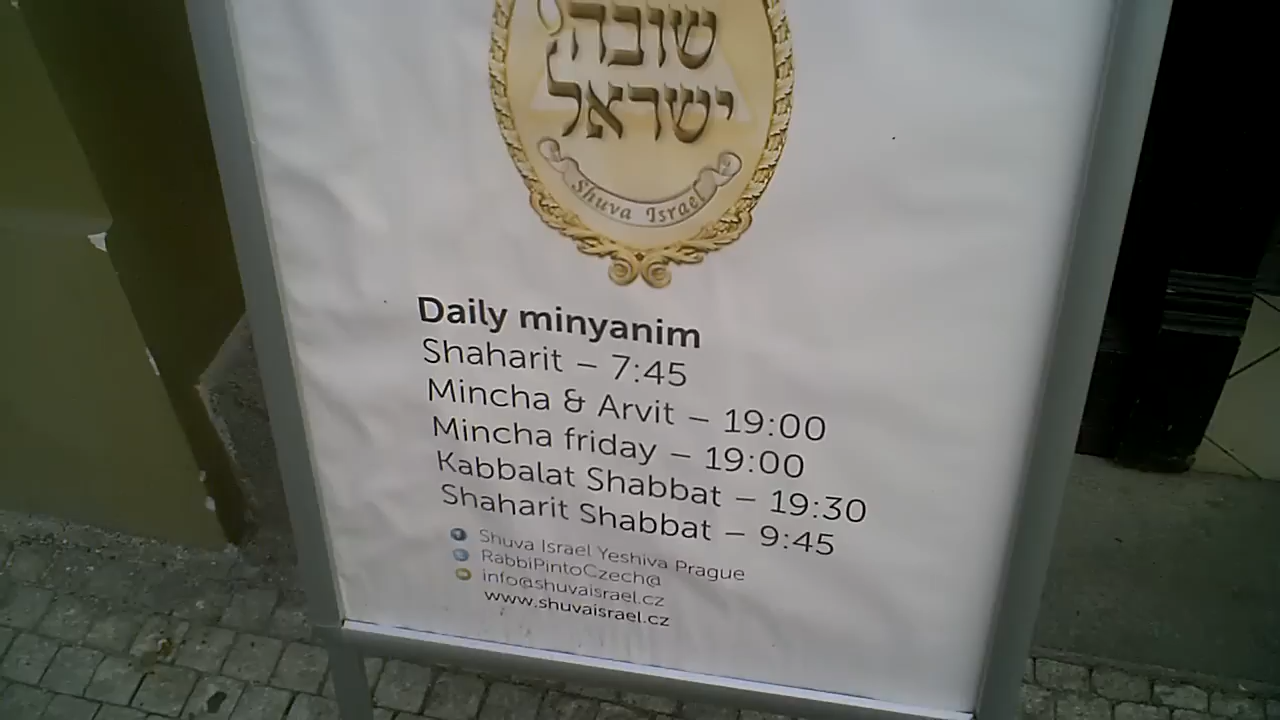 שובה
ישראל
Shuva Israel
Daily minyanim
Shaharit – 7:45
Mincha & Arvit – 19:00
Mincha friday – 19:00
Kabbalat Shabbat – 19:30
Shaharit Shabbat – 9:45
Shuva Israel Yeshiva Prague
RabbiPintoCzech@
info@shuvaisrael.cz
www.shuvaisrael.cz